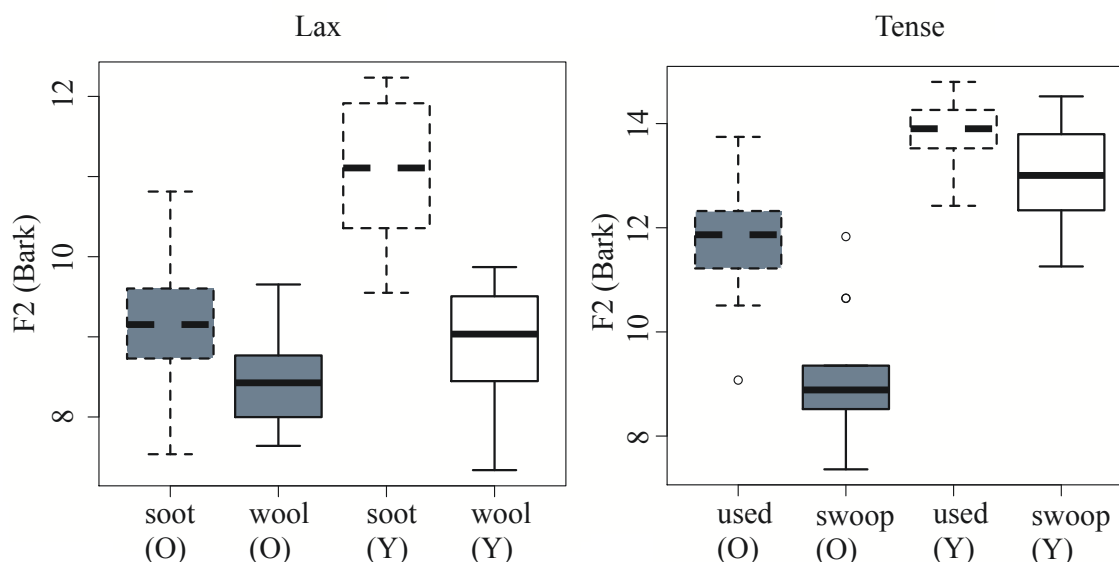 Lax
F2 (Bark)
12
10
8
soot wool soot wool
(O) (O) (Y) (Y)
Tense
F2 (Bark)
14
12
10
8
used swoop used swoop
(O) (O) (Y) (Y)